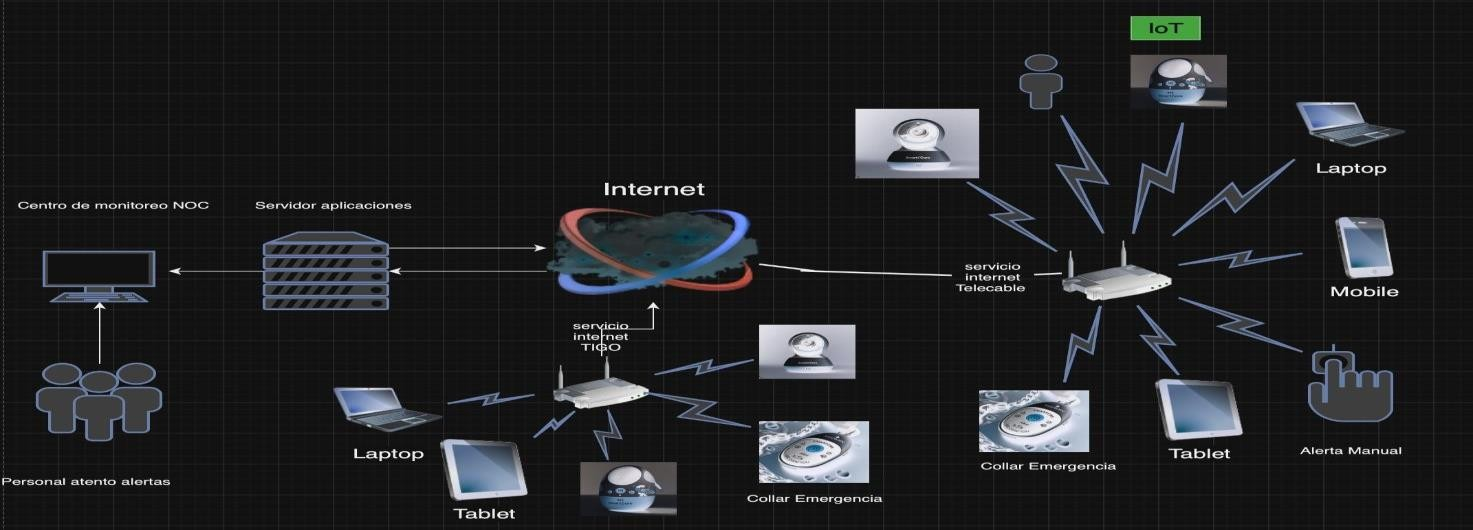 IoT
Laptop
Internet
Centro de monitoreo NOC
Servidor aplicaciones
servicio
internet
Telecable
Mobile
servicio
internet
TIGO
Laptop
Tablet
Personal atento alertas
Collar Emergencia
Collar Emergencia
Tablet
Alerta Manual